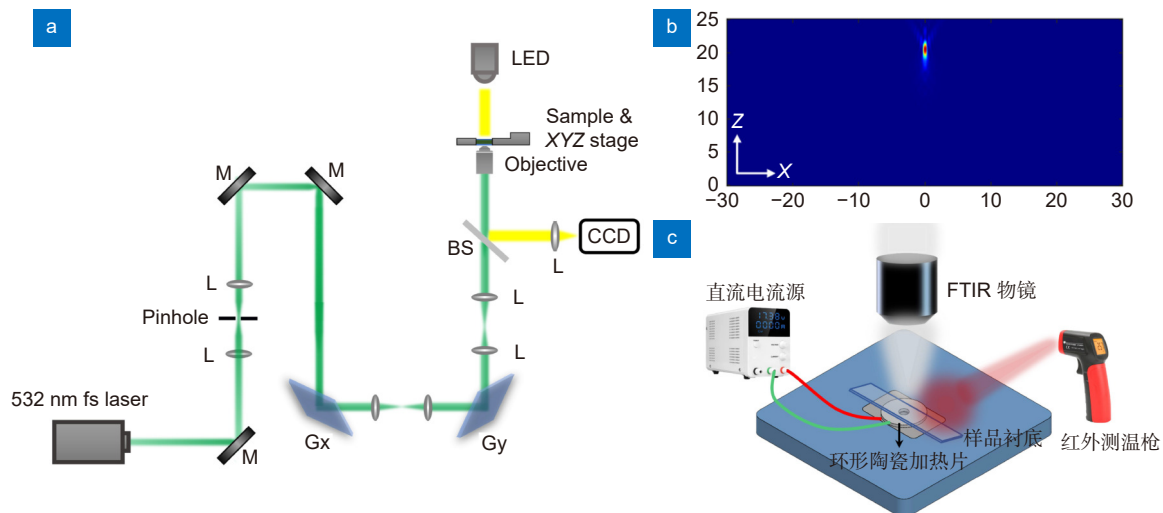 a
LED
Sample &
XYZ stage
Objective
M
M
BS
CCD
L
L
L
Pinhole
L
L
532 nm fs laser
M
Gx
Gy
b
25
20
15
10
5
0
Z
X
−30
−20
−10
0
10
20
30
c
FTIR 物镜
直流电流源
样品衬底
环形陶瓷加热片
红外测温枪